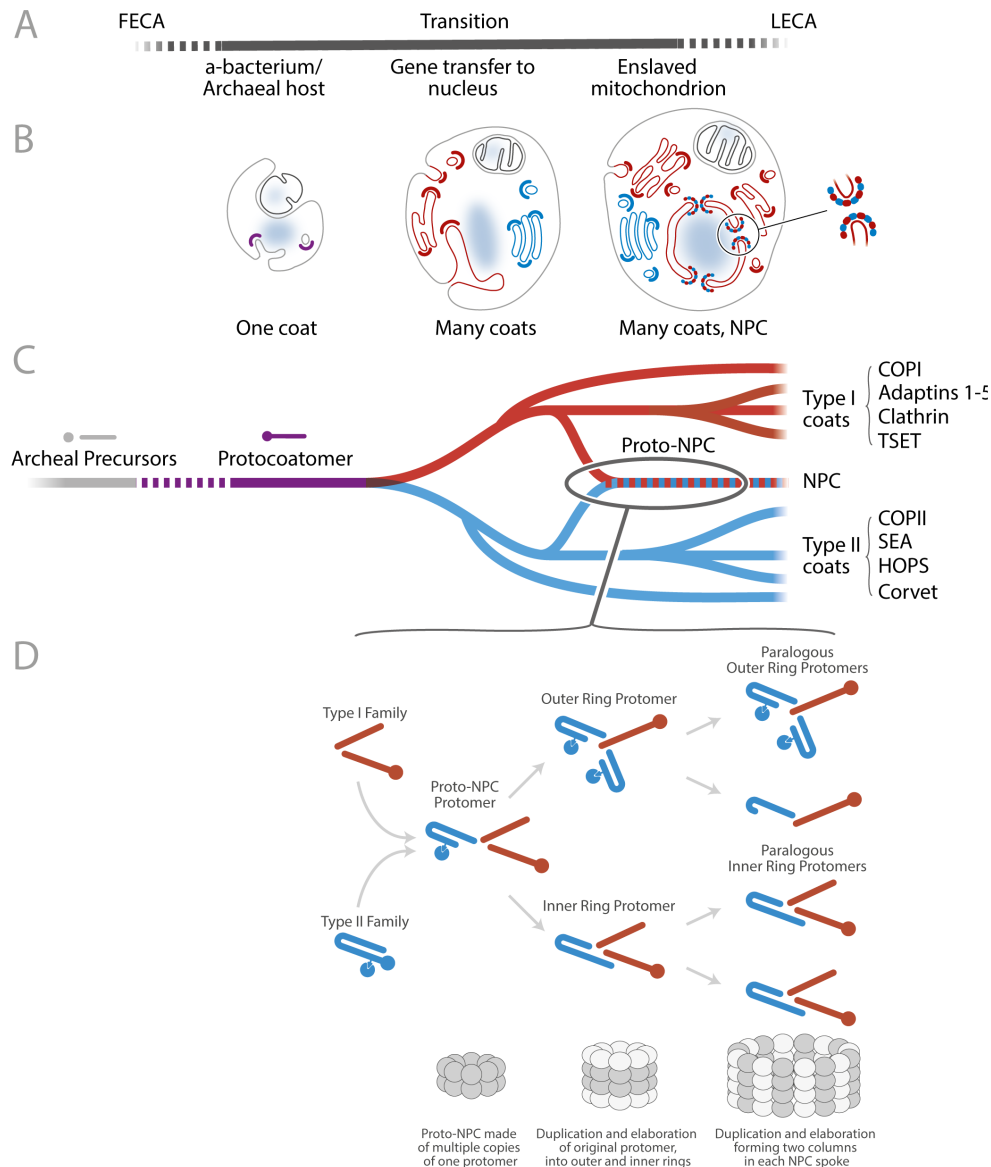 A
FECA
Transition
LECA
a-bacterium/
Archaeal host
Gene transfer to
nucleus
Enslaved
mitochondrion
B
One coat
Many coats
Many coats, NPC
C
Archeal Precursors
Protocoatomer
Proto-NPC
Type I
coats
COPI
Adaptins 1-5
Clathrin
TSET
NPC
Type II
coats
COPII
SEA
HOPS
Corvet
D
Type I Family
Type II Family
Proto-NPC
Protomer
Outer Ring Protomer
Inner Ring Protomer
Paralogous
Outer Ring Protomers
Paralogous
Inner Ring Protomers
Proto-NPC made
of multiple copies
of one protomer
Duplication and elaboration
of original protomer,
into outer and inner rings
Duplication and elaboration
forming two columns
in each NPC spoke